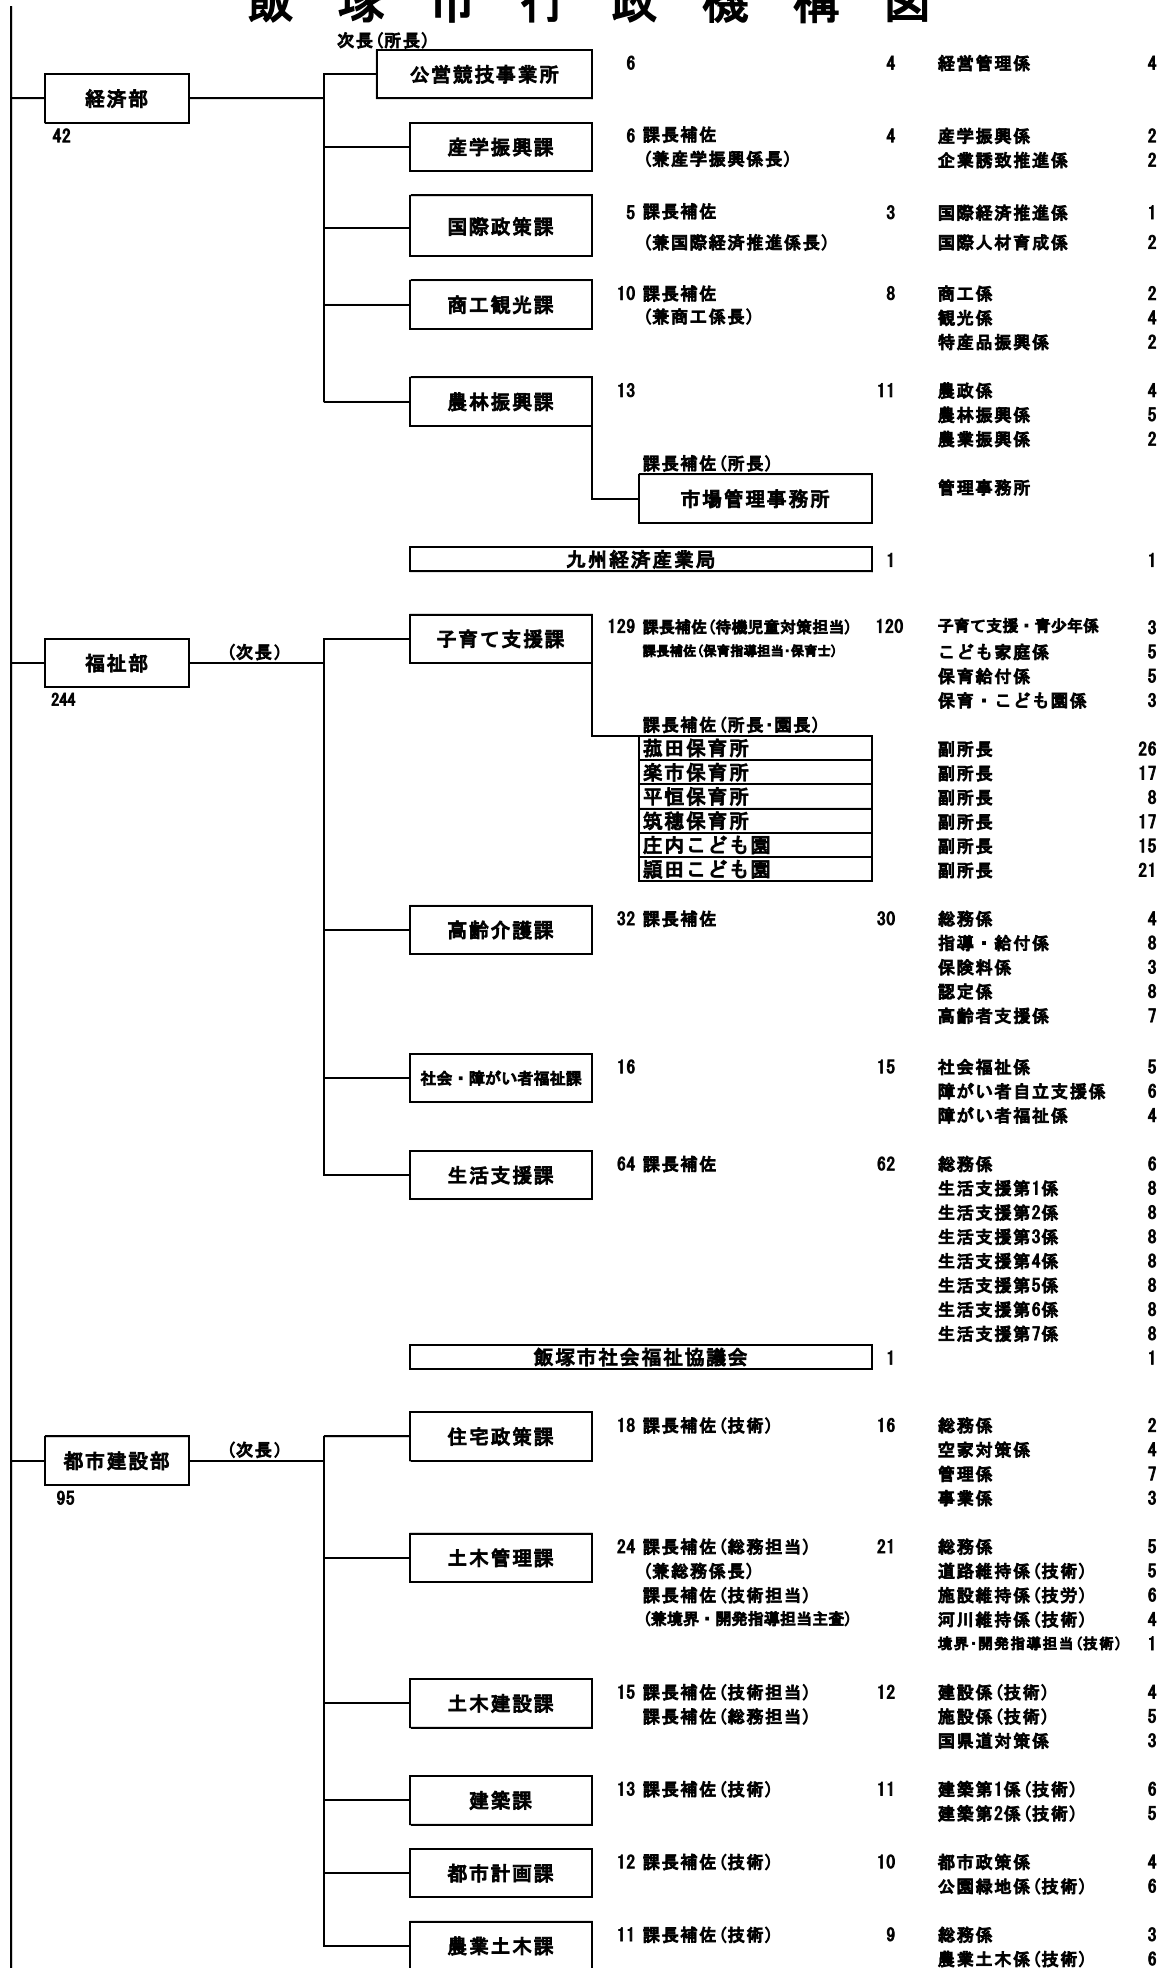 飯塚市行政機構図
次長(所長)
公営競技事業所 6 4 経営管理係 4
経済部
42
産学振興課 6 課長補佐 4 産学振興係 2
(兼産学振興係長) 企業誘致推進係 2
国際政策課 5 課長補佐 3 国際経済推進係 1
(兼国際経済推進係長) 国際人材育成係 2
商工観光課 10 課長補佐 8 商工係 2
(兼商工係長) 観光係 4
特産品振興係 2
農林振興課 13 11 農政係 4
農林振興係 5
農業振興係 2
課長補佐(所長)
市場管理事務所 管理事務所
九州経済産業局 1 1
子育て支援課 129 課長補佐(待機児童対策担当) 120 子育て支援・青少年係 3
福祉部 (次長) 課長補佐(保育指導担当・保育士) こども家庭係 5
保育給付係 5
244 保育・こども園係 3
課長補佐(所長・園長)
菰田保育所 副所長 26
楽市保育所 副所長 17
平恒保育所 副所長 8
筑穂保育所 副所長 17
庄内こども園 副所長 15
頴田こども園 副所長 21
高齢介護課 32 課長補佐 30 総務係 4
指導・給付係 8
保険料係 3
認定係 8
高齢者支援係 7
社会・障がい者福祉課 16 15 社会福祉係 5
障がい者自立支援係 6
障がい者福祉係 4
生活支援課 64 課長補佐 62 総務係 6
生活支援第1係 8
生活支援第2係 8
生活支援第3係 8
生活支援第4係 8
生活支援第5係 8
生活支援第6係 8
生活支援第7係 8
飯塚市社会福祉協議会 1 1
住宅政策課 18 課長補佐(技術) 16 総務係 2
都市建設部 (次長) 空家対策係 4
管理係 7
95 事業係 3
土木管理課 24 課長補佐(総務担当) 21 総務係 5
(兼総務係長) 道路維持係(技術) 5
課長補佐(技術担当) 施設維持係(技労) 6
(兼境界・開発指導担当主査) 河川維持係(技術) 4
境界・開発指導担当(技術) 1
土木建設課 15 課長補佐(技術担当) 12 建設係(技術) 4
課長補佐(総務担当) 施設係(技術) 5
国県道対策係 3
建築課 13 課長補佐(技術) 11 建築第1係(技術) 6
建築第2係(技術) 5
都市計画課 12 課長補佐(技術) 10 都市政策係 4
公園緑地係(技術) 6
農業土木課 11 課長補佐(技術) 9 総務係 3
農業土木係(技術) 6